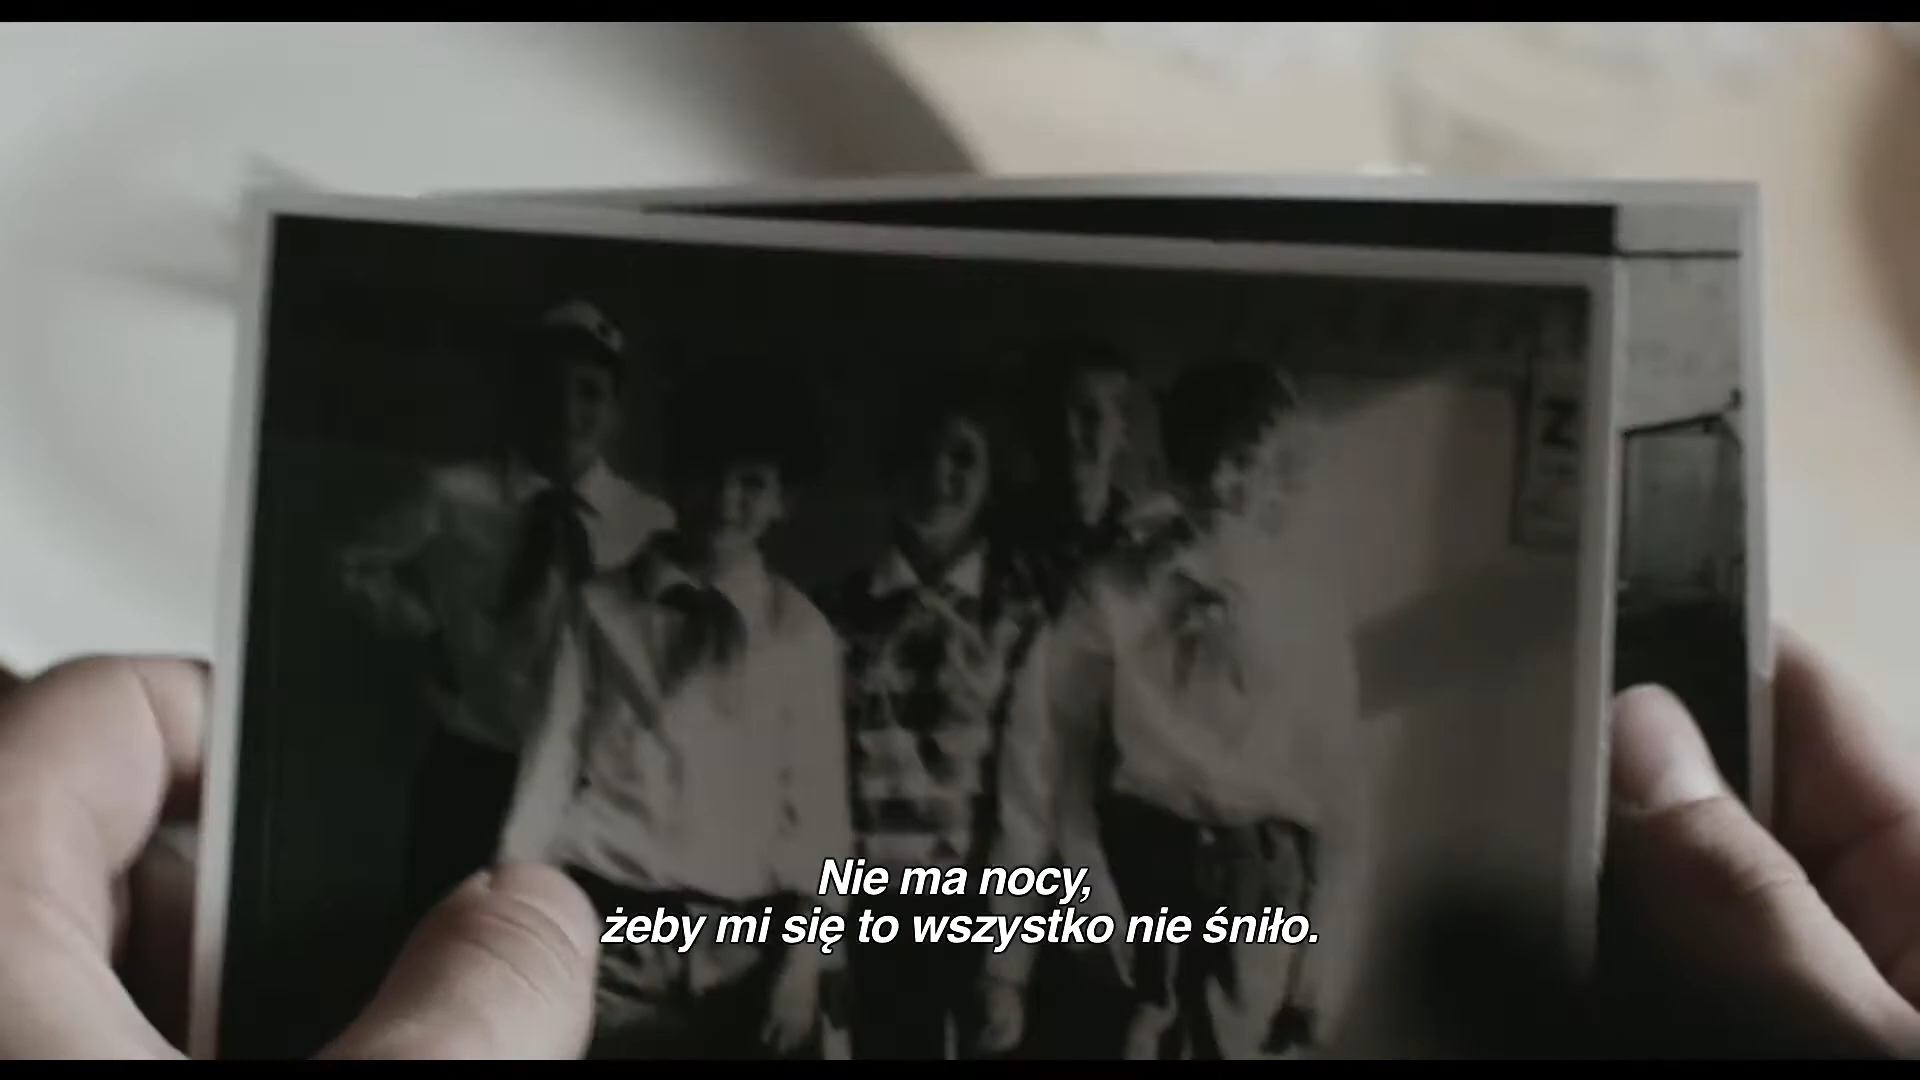 Nie ma nocy,
żeby mi się to wszystko nie śniło.